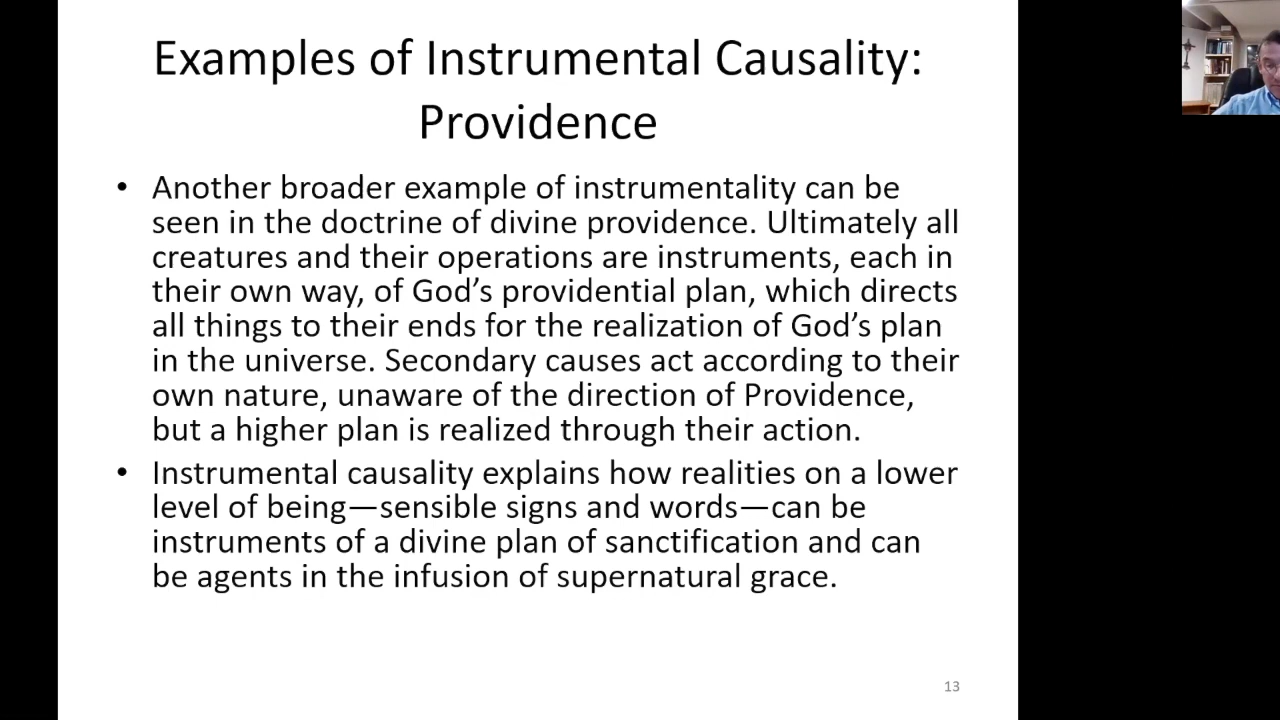 Examples of Instrumental Causality:
Providence
• Another broader example of instrumentality can be
seen in the doctrine of divine providence. Ultimately all
creatures and their operations are instruments, each in
their own way, of God’s providential plan, which directs
all things to their ends for the realization of God’s plan
in the universe. Secondary causes act according to their
own nature, unaware of the direction of Providence,
but a higher plan is realized through their action.
• Instrumental causality explains how realities on a lower
level of being—sensible signs and words—can be
instruments of a divine plan of sanctification and can
be agents in the infusion of supernatural grace.
13